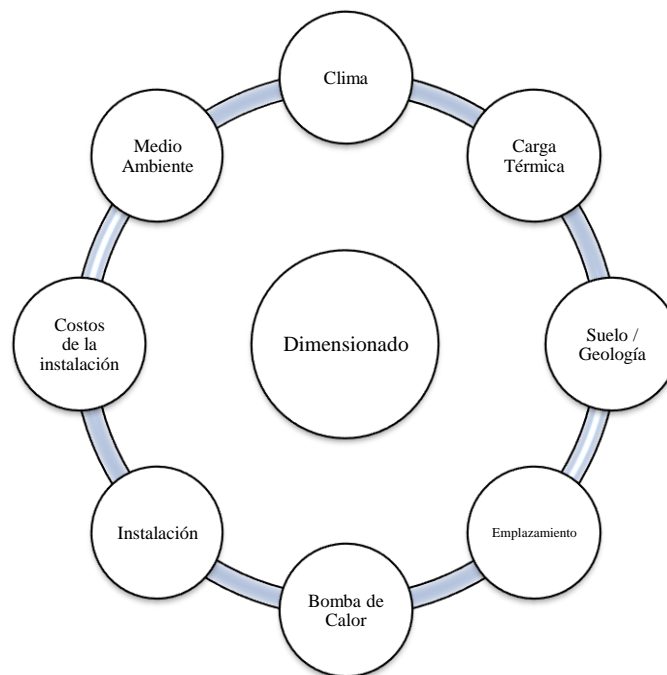 Clima
Carga
Térmica
Suelo /
Geología
Emplazamiento
Bomba de
Calor
Instalación
Costos
de la
instalación
Medio
Ambiente
Dimensionado